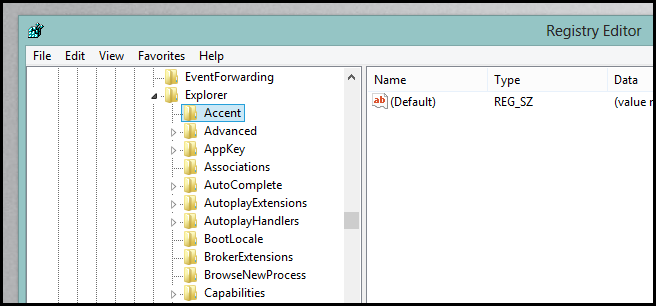 Registry Editor
File Edit View Favorites Help
EventForwarding
Explorer
Accent
Advanced
AppKey
Associations
AutoComplete
AutoplayExtensions
AutoplayHandlers
BootLocale
BrokerExtensions
BrowseNewProcess
Capabilities
Name Type Data
ab (Default) REG_SZ (value